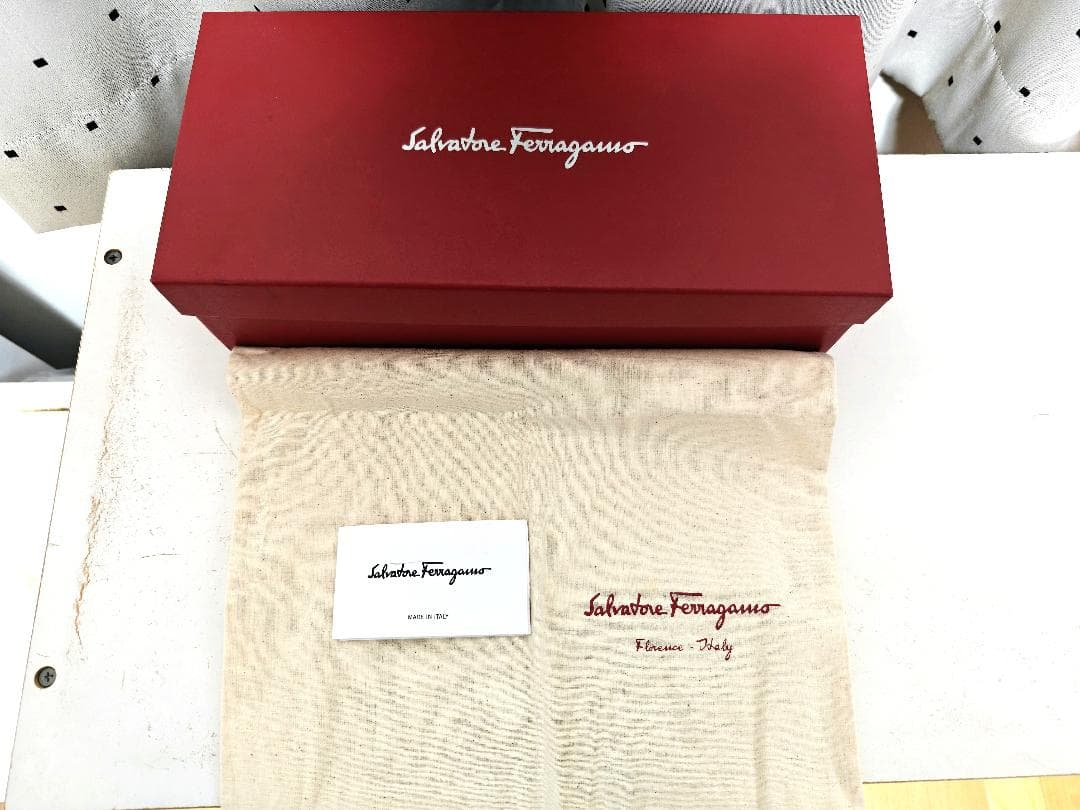 Salvatore Ferragamo
Salvatore Ferragamo
MADE IN ITALY
Salvatore Ferragamo
Florence - Italy